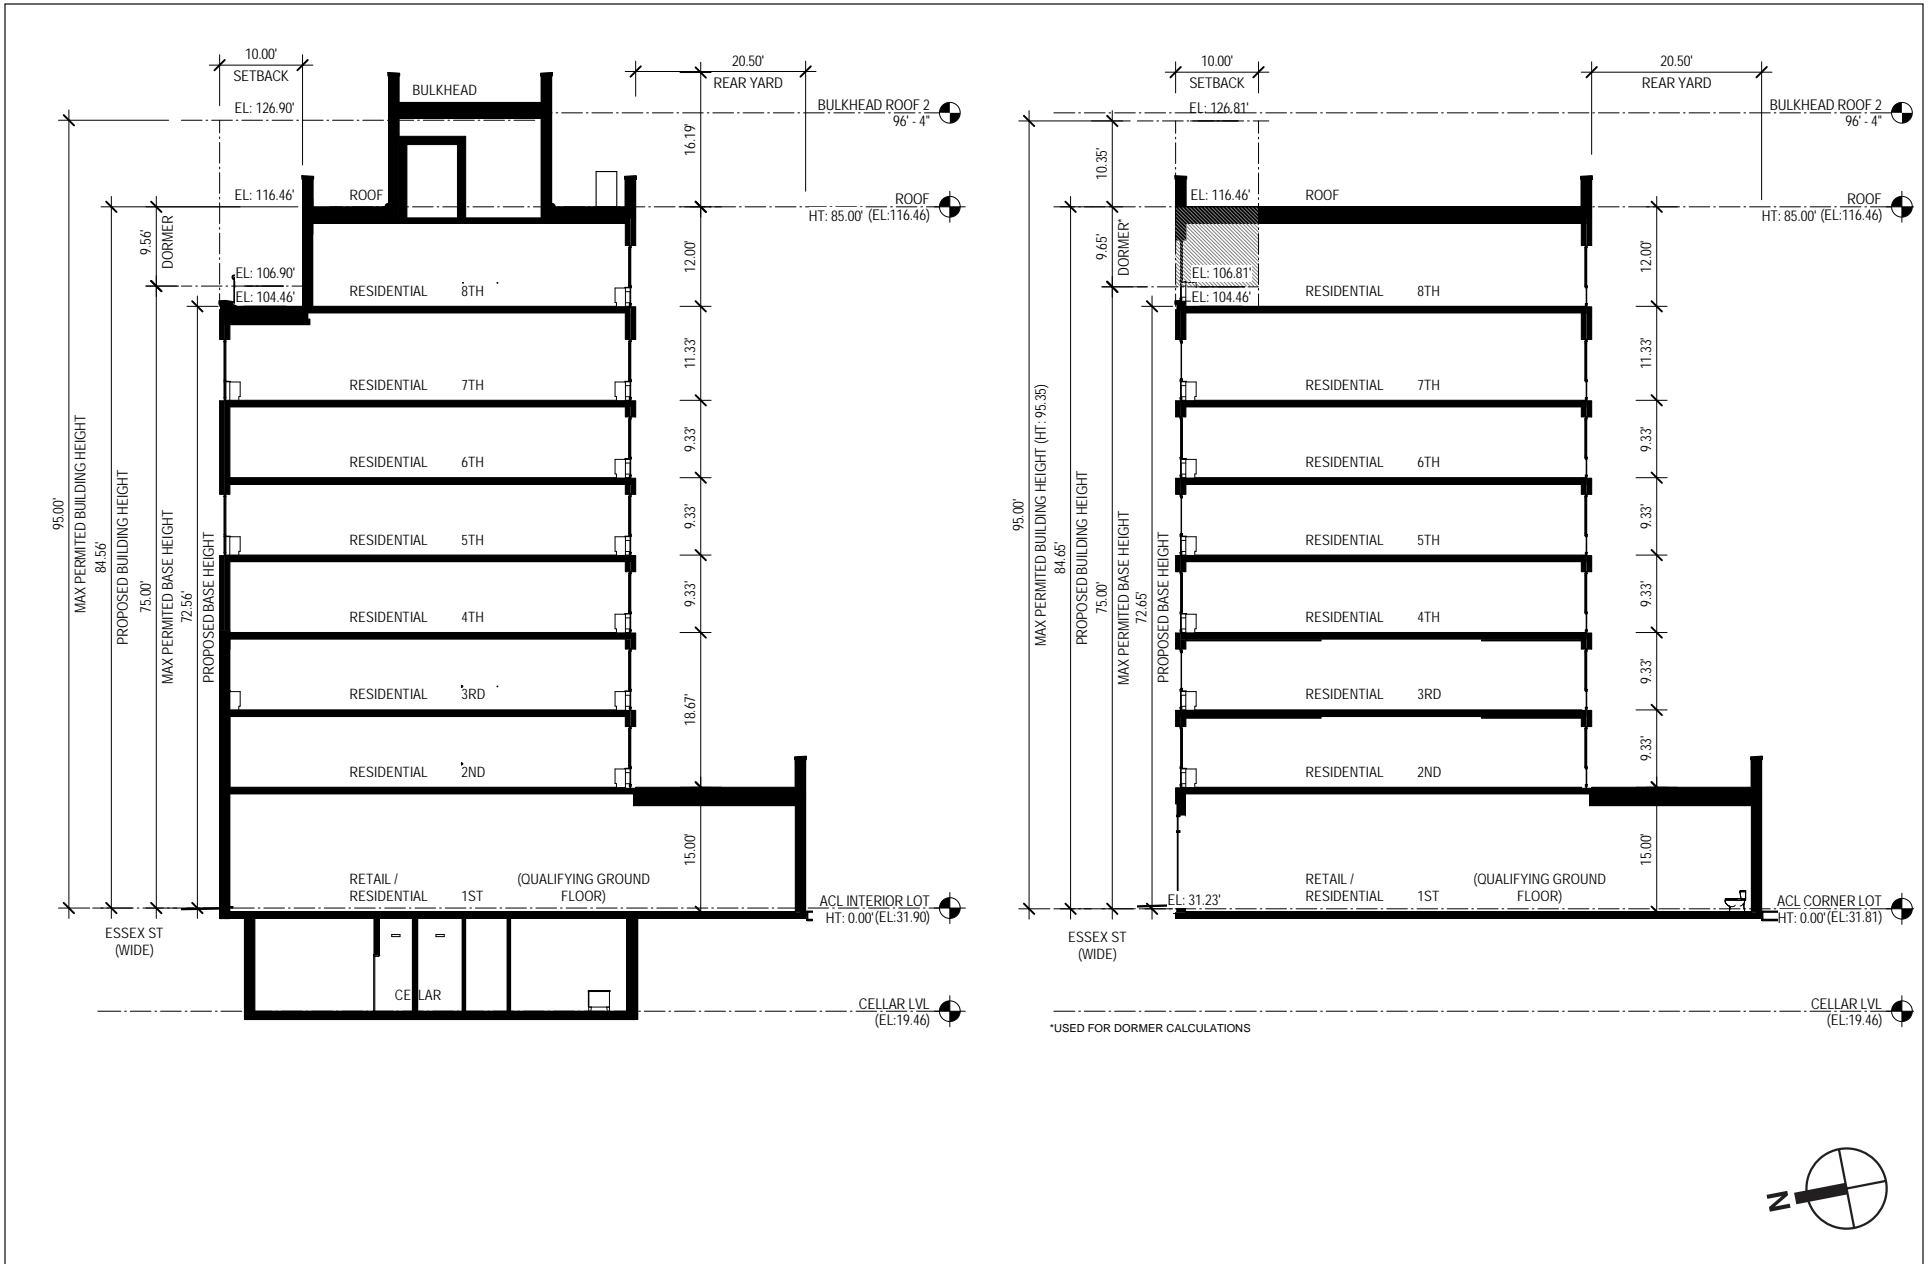 10.00'
SETBACK
EL: 126.90'
BULKHEAD
20.50'
REAR YARD
BULKHEAD ROOF 2
96' - 4"
16.19'
EL: 116.46'
ROOF
ROOF
HT: 85.00' (EL:116.46)
9.56'
DORMER
12.00'
EL: 106.90'
EL: 104.46'
RESIDENTIAL 8TH
11.33'
RESIDENTIAL 7TH
9.33'
RESIDENTIAL 6TH
9.33'
RESIDENTIAL 5TH
9.33'
RESIDENTIAL 4TH
RESIDENTIAL 3RD
18.67'
RESIDENTIAL 2ND
15.00'
95.00'
MAX PERMITTED BUILDING HEIGHT
84.56'
PROPOSED BUILDING HEIGHT
75.00'
MAX PERMITTED BASE HEIGHT
72.56'
PROPOSED BASE HEIGHT
RETAIL /
RESIDENTIAL 1ST
(QUALIFYING GROUND
FLOOR)
ACL INTERIOR LOT
HT: 0.00' (EL:31.90)
ESSEX ST
(WIDE)
CELLAR
CELLAR LVL
(EL:19.46)
10.00'
SETBACK
EL: 126.81'
20.50'
REAR YARD
BULKHEAD ROOF 2
96' - 4"
10.35'
EL: 116.46'
ROOF
ROOF
HT: 85.00' (EL:116.46)
9.65'
DORMER*
12.00'
EL: 106.81'
EL: 104.46'
RESIDENTIAL 8TH
11.33'
RESIDENTIAL 7TH
9.33'
RESIDENTIAL 6TH
9.33'
RESIDENTIAL 5TH
9.33'
RESIDENTIAL 4TH
9.33'
RESIDENTIAL 3RD
9.33'
RESIDENTIAL 2ND
15.00'
95.00'
MAX PERMITTED BUILDING HEIGHT (HT: 95.35)
84.65'
PROPOSED BUILDING HEIGHT
75.00'
MAX PERMITTED BASE HEIGHT
72.65'
PROPOSED BASE HEIGHT
RETAIL /
RESIDENTIAL 1ST
(QUALIFYING GROUND
FLOOR)
EL: 31.23'
ACL CORNER LOT
HT: 0.00' (EL:31.81)
ESSEX ST
(WIDE)
CELLAR LVL
(EL:19.46)
*USED FOR DORMER CALCULATIONS
N